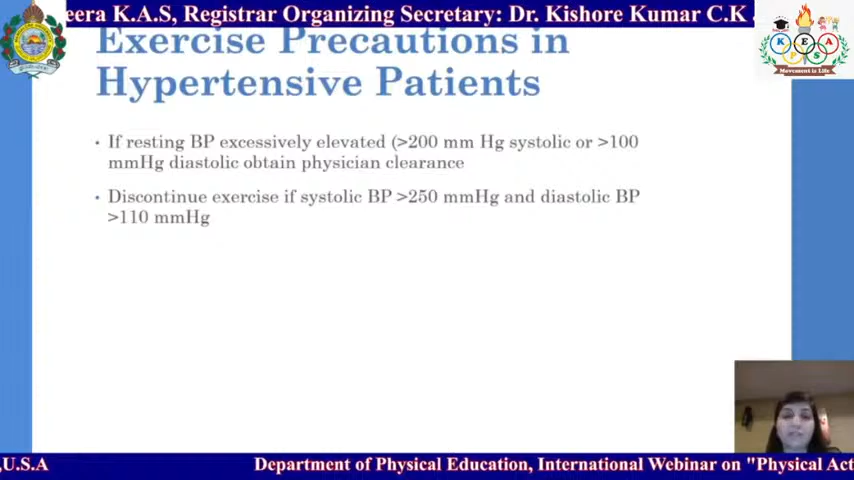 eera K.A.S, Registrar Organizing Secretary: Dr. Kishore Kumar C.K
Exercise Precautions in
Hypertensive Patients
• If resting BP excessively elevated (>200 mm Hg systolic or >100
mmHg diastolic obtain physician clearance
• Discontinue exercise if systolic BP >250 mmHg and diastolic BP
>110 mmHg
K E A
P S
Movement is Life
,U.S.A
Department of Physical Education, International Webinar on "Physical Act